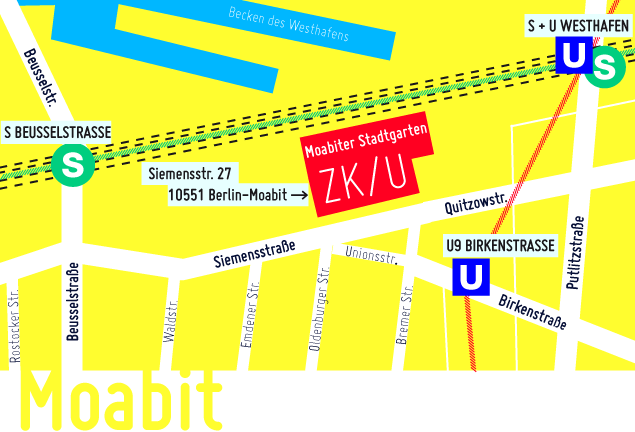 Becken des Westhafens
S + U WESTHAFEN
U
S
Beusselstr.
S BEUSSELSTRASSE
S
Moabiter Stadtgarten
ZK/U
Siemensstr. 27
10551 Berlin-Moabit →
Quitzowstr.
Siemensstraße
Unionsstr.
U9 BIRKENSTRASSE
U
Putlitzstraße
Birkenstraße
Rostocker Str.
Beusselstraße
Waldstr.
Emdener Str.
Oldenburger Str.
Bremer Str.
Moabit